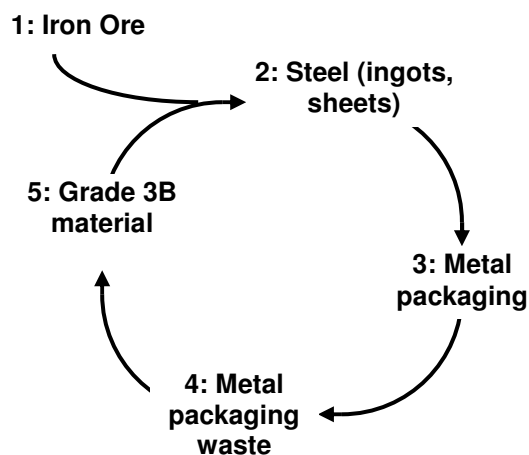 1: Iron Ore
2: Steel (ingots,
sheets)
3: Metal
packaging
4: Metal
packaging
waste
5: Grade 3B
material